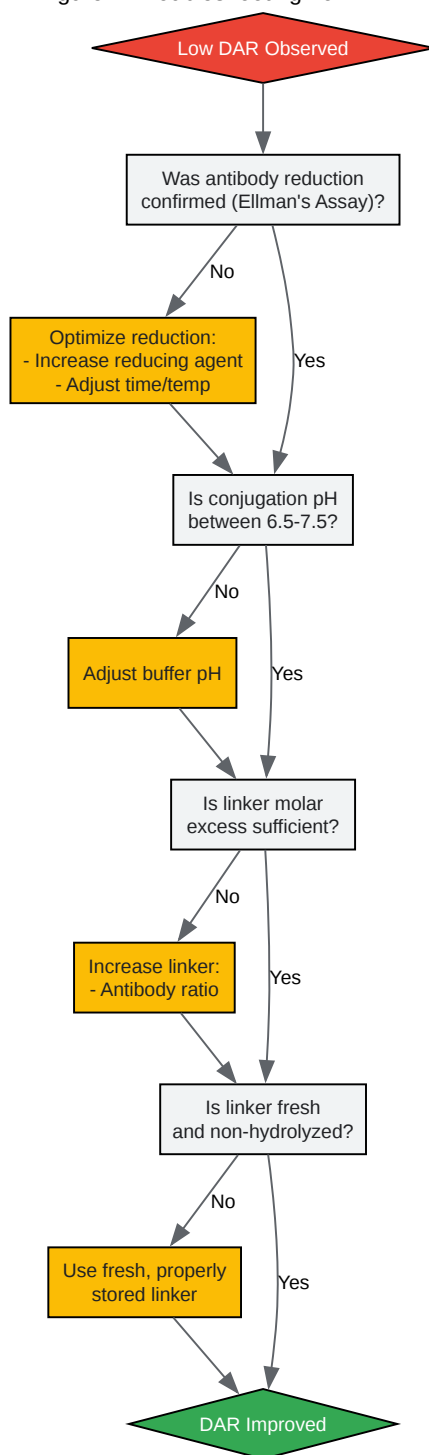 Low DAR Observed
Was antibody reduction
confirmed (Ellman's Assay)?
No
Yes
Optimize reduction:
- Increase reducing agent
- Adjust time/temp
Is conjugation pH
between 6.5-7.5?
No
Yes
Adjust buffer pH
Is linker molar
excess sufficient?
No
Yes
Increase linker:
- Antibody ratio
Is linker fresh
and non-hydrolyzed?
No
Yes
Use fresh, properly
stored linker
DAR Improved